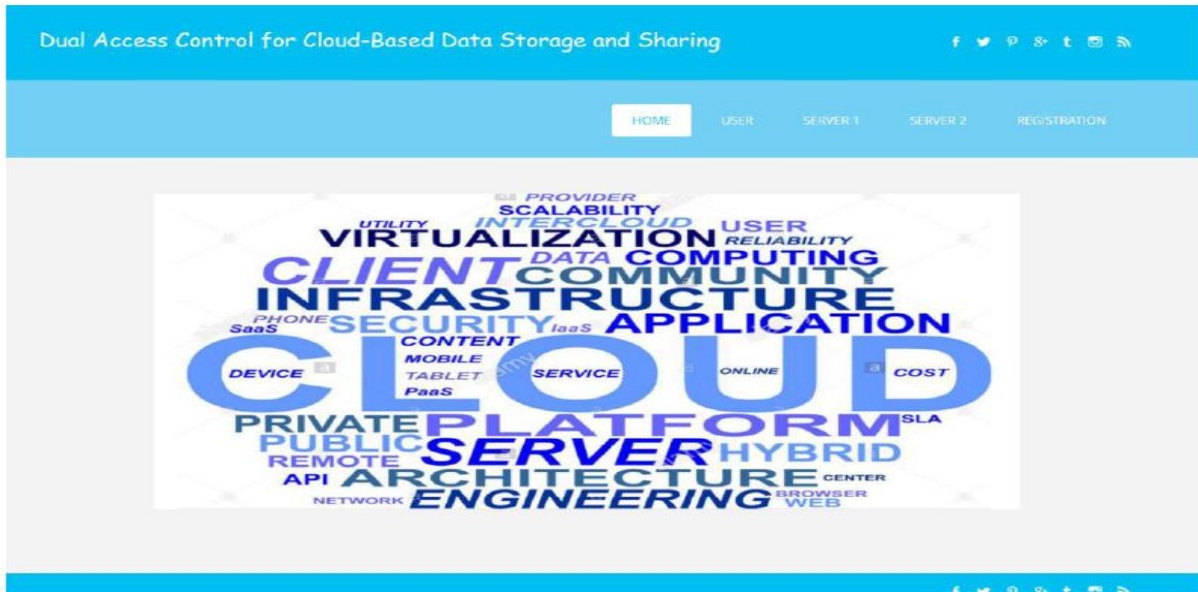 Dual Access Control for Cloud-Based Data Storage and Sharing
HOME USER SERVER 1 SERVER 2 REGISTRATION
PROVIDER
SCALABILITY
UTILITY INTERCLOUD USER
VIRTUALIZATION RELIABILITY
CLIENT DATA COMPUTING
COMMUNITY
INFRASTRUCTURE
PHONE SECURITY IaaS APPLICATION
SaaS
CONTENT
CLOUD
MOBILE
DEVICE TABLET SERVICE ONLINE COST
PaaS
PRIVATE PLATFORM SLA
PUBLIC SERVER HYBRID
REMOTE
API ARCHITECTURE CENTER
NETWORK ENGINEERING BROWSER
WEB